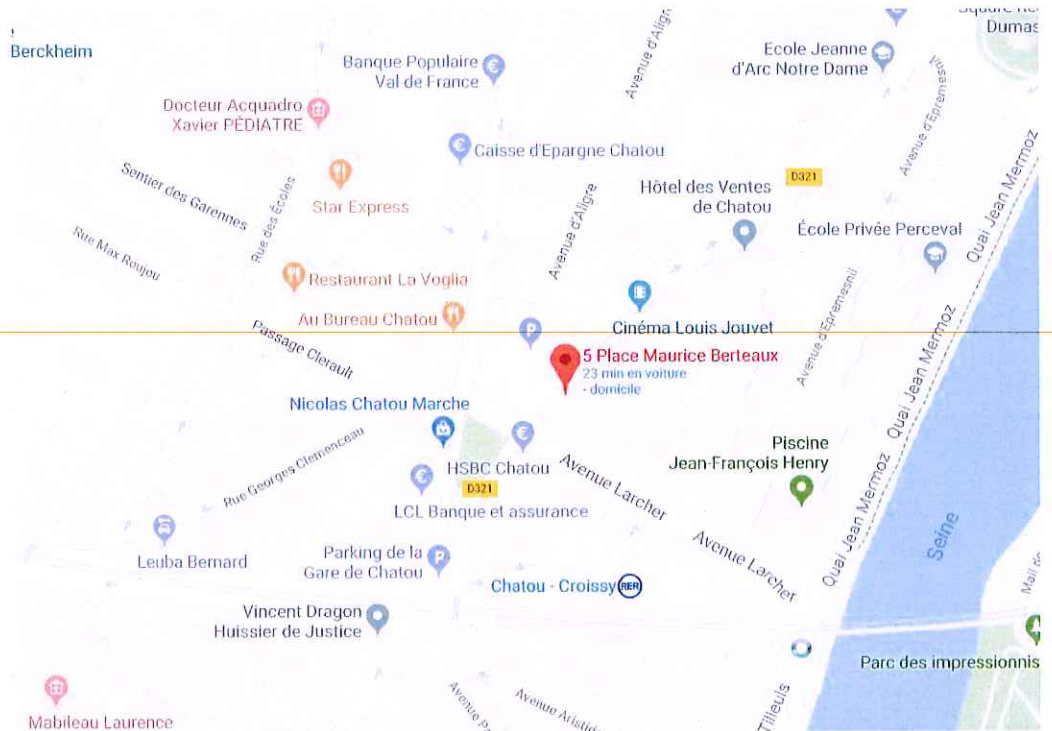 Berckheim
Banque Populaire
Val de France
Avenue d'Aligre
Ecole Jeanne
d'Arc Notre Dame
Dumas
Docteur Acquadro
Xavier PÉDIATRE
Caisse d'Epargne Chatou
Avenue d'Epremesnil
Sentier des Garennes
Star Express
Rue des Écoles
Hôtel des Ventes
de Chatou
D321
Quai Jean Mermoz
Rue Max Roujou
Avenue d'Aligre
École Privée Perceval
Restaurant La Voglia
Au Bureau Chatou
P
Cinéma Louis Jouvet
Avenue d'Epremesnil
Quai Jean Mermoz
Passage Clerault
5 Place Maurice Berteaux
23 min en voiture
- domicile
Nicolas Chatou Marche
Rue Georges Clemenceau
HSBC Chatou
D321
Avenue Larcher
Piscine
Jean-François Henry
LCL Banque et assurance
Quai Jean Mermoz
Seine
Leuba Bernard
Parking de la
Gare de Chatou
P
Avenue Larcher
Chatou - Croissy
RER
Vincent Dragon
Huissier de Justice
Parc des impressionnis
Mabileau Laurence
Avenue Aristid
Tilleuls